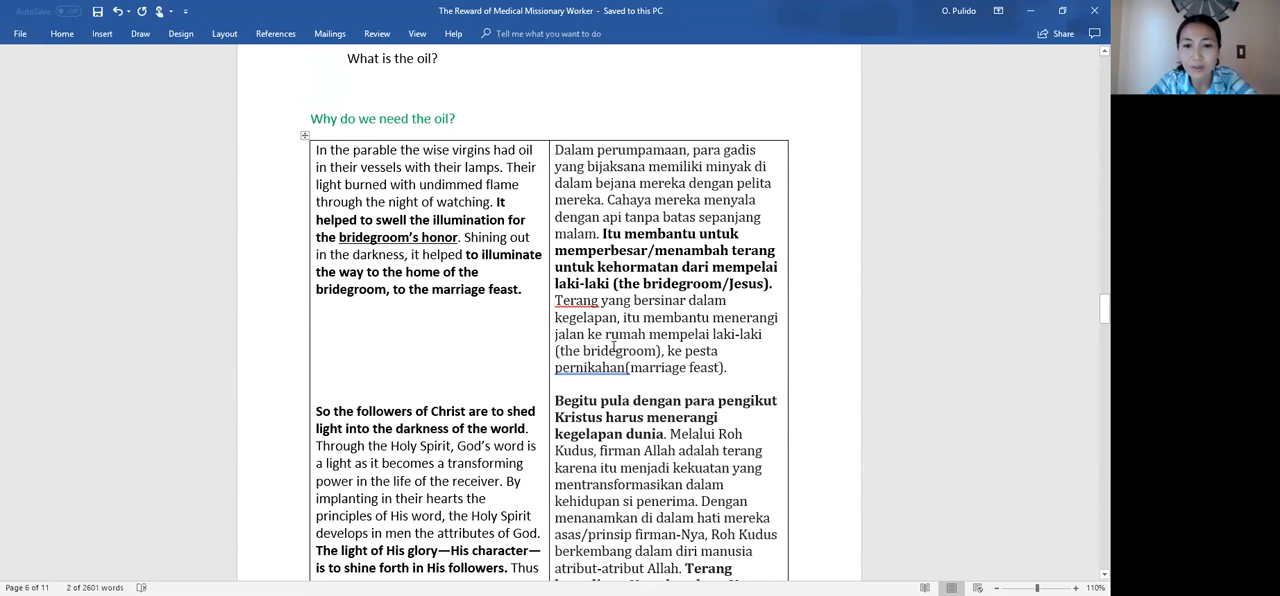 AutoSave Off
The Reward of Medical Missionary Worker - Saved to this PC
O. Pulido
File Home Insert Draw Design Layout References Mailings Review View Help Tell me what you want to do
Share
What is the oil?
Why do we need the oil?
In the parable the wise virgins had oil
in their vessels with their lamps. Their
light burned with undimmed flame
through the night of watching. It
helped to swell the illumination for
the bridegroom’s honor. Shining out
in the darkness, it helped to illuminate
the way to the home of the
bridegroom, to the marriage feast.
So the followers of Christ are to shed
light into the darkness of the world.
Through the Holy Spirit, God’s word is
a light as it becomes a transforming
power in the life of the receiver. By
implanting in their hearts the
principles of His word, the Holy Spirit
develops in men the attributes of God.
The light of His glory—His character—
is to shine forth in His followers. Thus
Dalam perumpamaan, para gadis
yang bijaksana memiliki minyak di
dalam bejana mereka dengan pelita
mereka. Cahaya mereka menyala
dengan api tanpa batas sepanjang
malam. Itu membantu untuk
memperbesar/menambah terang
untuk kehormatan dari mempelai
laki-laki (the bridegroom/Jesus).
Terang yang bersinar dalam
kegelapan, itu membantu menerangi
jalan ke rumah mempelai laki-laki
(the bridegroom), ke pesta
pernikahan(marriage feast).
Begitu pula dengan para pengikut
Kristus harus menerangi
kegelapan dunia. Melalui Roh
Kudus, firman Allah adalah terang
karena itu menjadi kekuatan yang
mentransformasikan dalam
kehidupan si penerima. Dengan
menanamkan di dalam hati mereka
asas/prinsip firman-Nya, Roh Kudus
berkembang dalam diri manusia
atribut-atribut Allah. Terang
Page 6 of 11 2 of 2601 words
110%